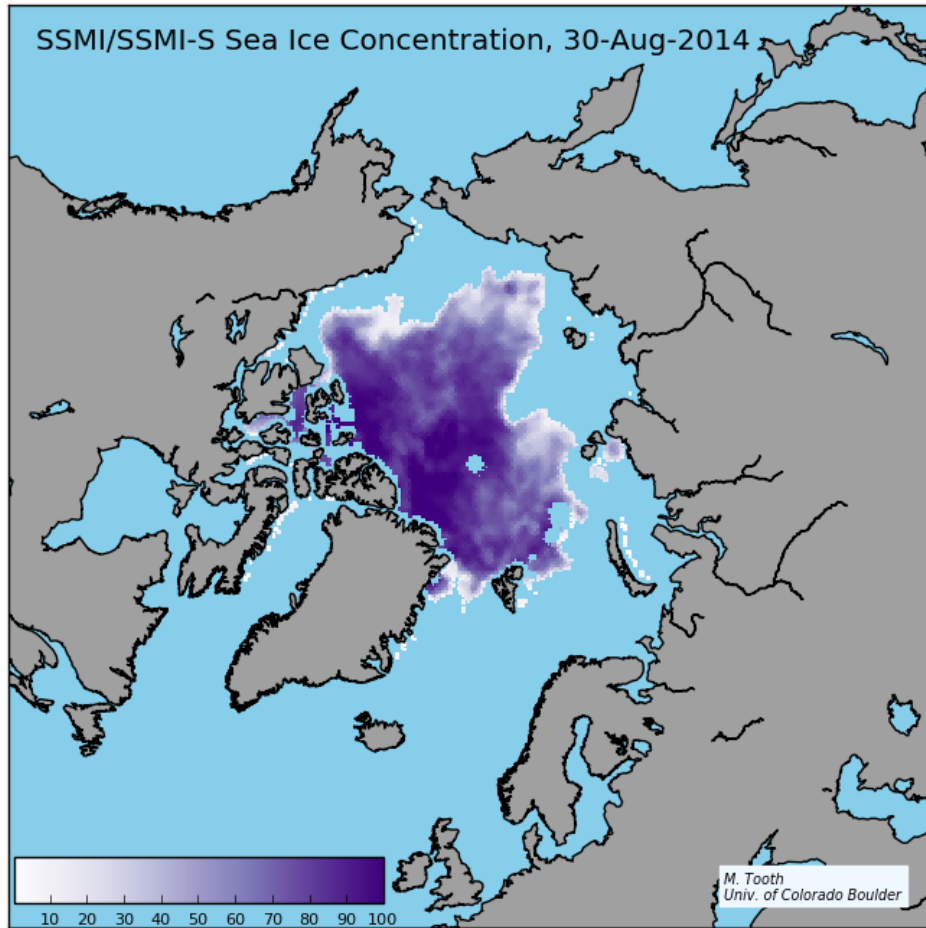 SSMI/SSMI-S Sea Ice Concentration, 30-Aug-2014
10 20 30 40 50 60 70 80 90 100
M. Tooth
Univ. of Colorado Boulder